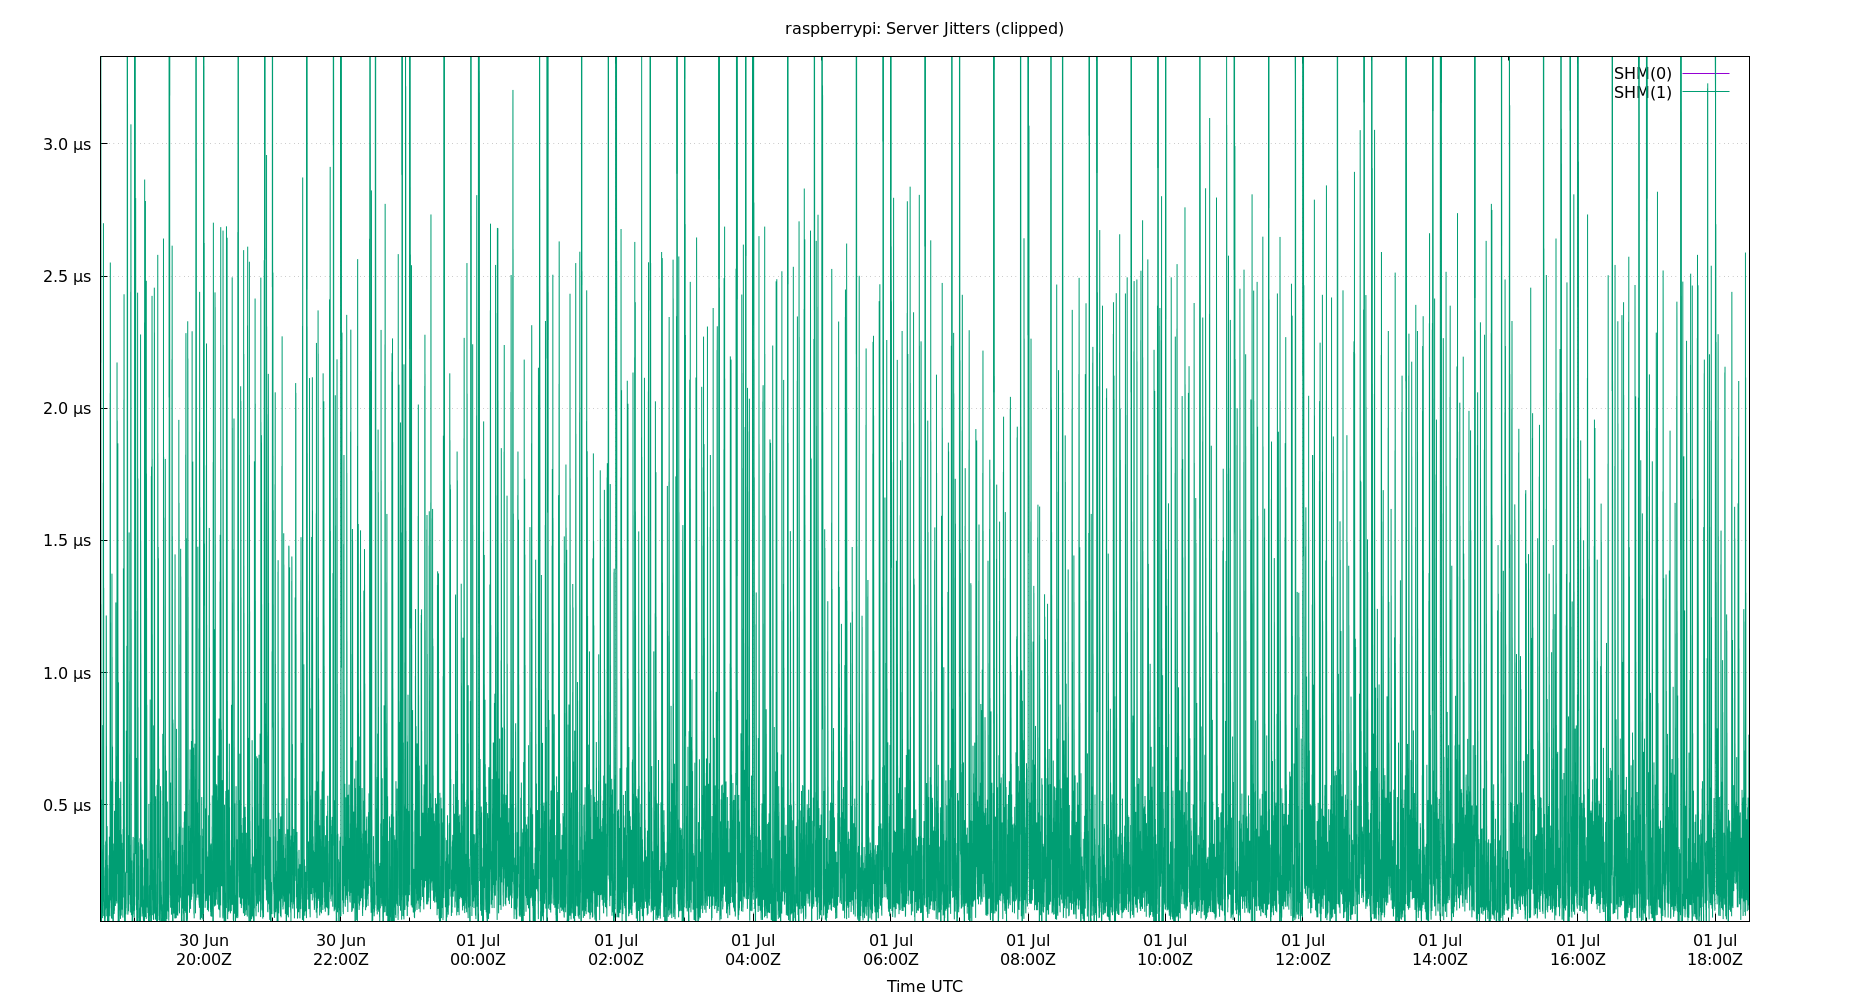 raspberrypi: Server Jitters (clipped)
SHM(0)
SHM(1)
3.0 µs
2.5 µs
2.0 µs
1.5 µs
1.0 µs
0.5 µs
30 Jun 30 Jun 01 Jul 01 Jul 01 Jul 01 Jul 01 Jul 01 Jul 01 Jul 01 Jul 01 Jul 01 Jul
20:00Z 22:00Z 00:00Z 02:00Z 04:00Z 06:00Z 08:00Z 10:00Z 12:00Z 14:00Z 16:00Z 18:00Z
Time UTC